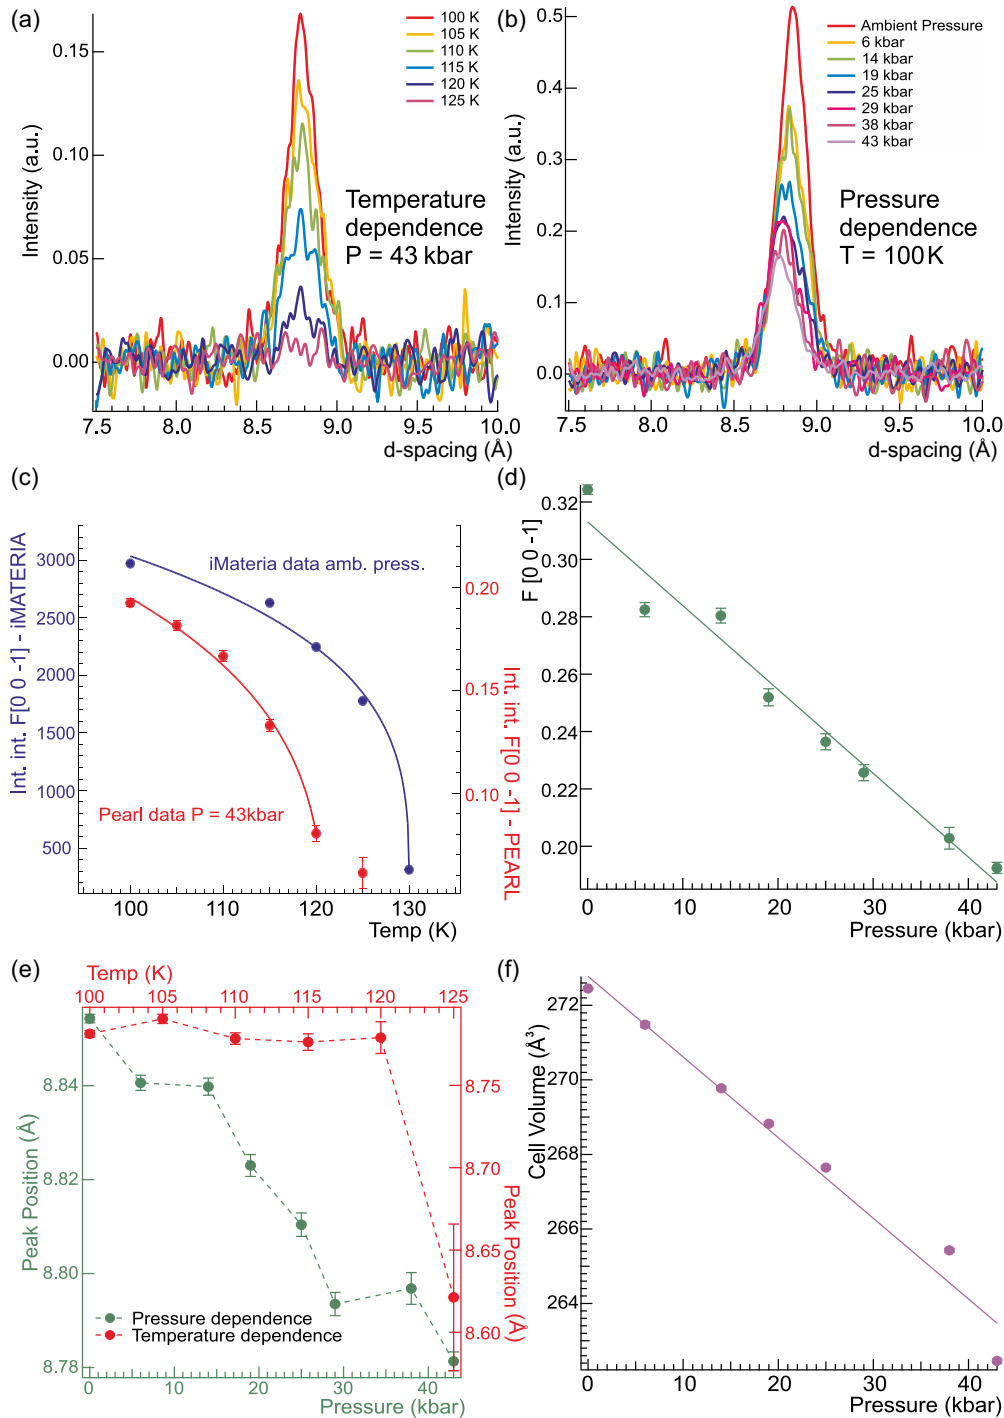 (a)
100 K
105 K
110 K
115 K
120 K
125 K
0.15
0.10
0.05
0.00
Intensity (a.u.)
Temperature
dependence
P = 43 kbar
7.5 8.0 8.5 9.0 9.5 10.0
d-spacing (Å)
(b)
Ambient Pressure
6 kbar
14 kbar
19 kbar
25 kbar
29 kbar
38 kbar
43 kbar
0.5
0.4
0.3
0.2
0.1
0.0
Intensity (a.u.)
Pressure
dependence
T = 100K
7.5 8.0 8.5 9.0 9.5 10.0
d-spacing (Å)
(c)
Int. int. F[0 0 -1] - iMATERIA
3000
2500
2000
1500
1000
500
iMateria data amb. press.
Pearl data P = 43kbar
0.20
0.15
0.10
Int. int. F[0 0 -1] - PEARL
100 110 120 130
Temp (K)
(d)
F [0 0 -1]
0.32
0.30
0.28
0.26
0.24
0.22
0.20
0 10 20 30 40
Pressure (kbar)
(e)
Temp (K)
100 105 110 115 120 125
8.84
8.82
8.80
8.78
Peak Position (Å)
8.75
8.70
8.65
8.60
Peak Position (Å)
Pressure dependence
Temperature dependence
0 10 20 30 40
Pressure (kbar)
(f)
Cell Volume (Å³)
272
270
268
266
264
0 10 20 30 40
Pressure (kbar)